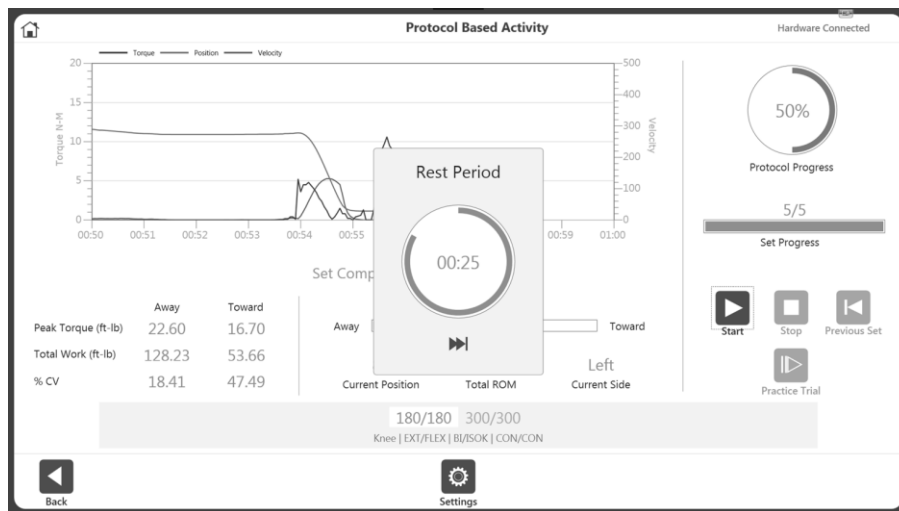 Protocol Based Activity
Hardware Connected
Torque Position Velocity
20
15
10
5
0
Torque N-M
500
400
300
200
100
0
Velocity
00:50 00:51 00:52 00:53 00:54 00:55 00:59 01:00
Rest Period
00:25
50%
Protocol Progress
5/5
Set Progress
Set Comp
Away Toward
Peak Torque (ft-lb) 22.60 16.70
Total Work (ft-lb) 128.23 53.66
% CV 18.41 47.49
Away Toward
Left
Current Position Total ROM Current Side
Start Stop Previous Set
Practice Trial
180/180 300/300
Knee | EXT/FLEX | BI/ISOK | CON/CON
Back
Settings